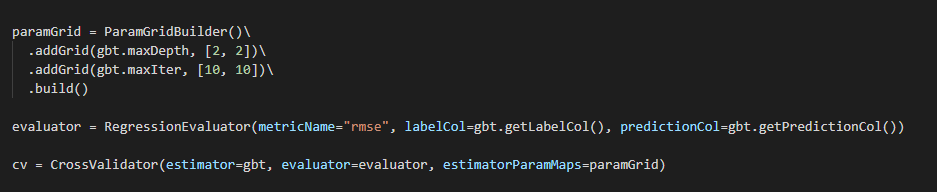 paramGrid = ParamGridBuilder()\
.addGrid(gbt.maxDepth, [2, 2])\
.addGrid(gbt.maxIter, [10, 10])\
.build()
evaluator = RegressionEvaluator(metricName="rmse", labelCol=gbt.getLabelCol(), predictionCol=gbt.getPredictionCol())
cv = CrossValidator(estimator=gbt, evaluator=evaluator, estimatorParamMaps=paramGrid)